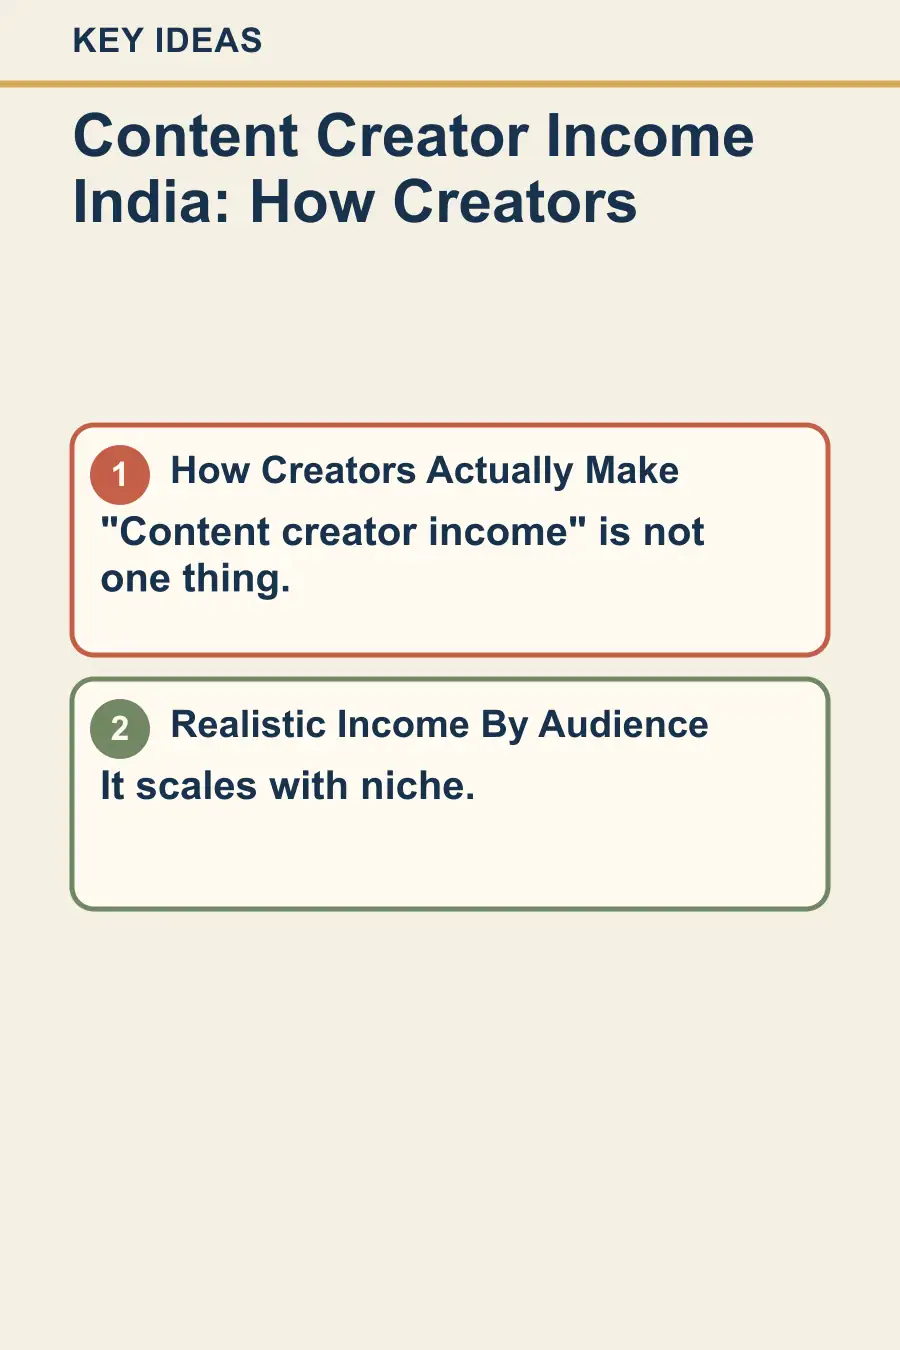 KEY IDEAS
Content Creator Income
India: How Creators
1
How Creators Actually Make
"Content creator income" is not
one thing.
2
Realistic Income By Audience
It scales with niche.